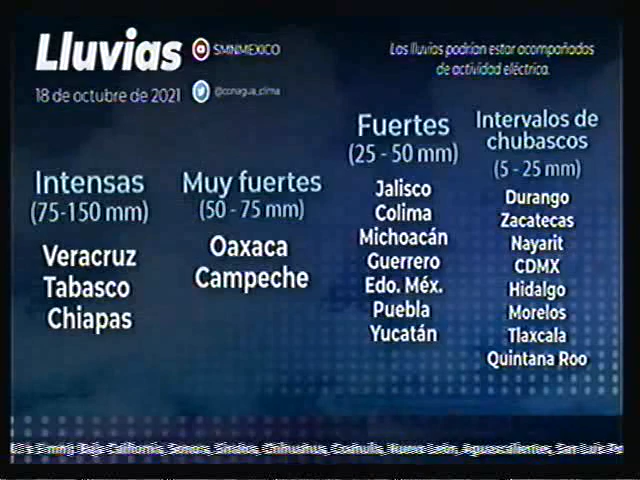 Lluvias
SMNMEXICO
18 de octubre de 2021
@conagua_clima
Las lluvias podrían estar acompañadas
de actividad eléctrica.
Intensas
(75-150 mm)
Veracruz
Tabasco
Chiapas
Muy fuertes
(50 - 75 mm)
Oaxaca
Campeche
Fuertes
(25 - 50 mm)
Jalisco
Colima
Michoacán
Guerrero
Edo. Méx.
Puebla
Yucatán
Intervalos de
chubascos
(5 - 25 mm)
Durango
Zacatecas
Nayarit
CDMX
Hidalgo
Morelos
Tlaxcala
Quintana Roo
Baja California, Sonora, Sinaloa, Chihuahua, Coahuila, Nuevo León, Aguascalientes, San Luis